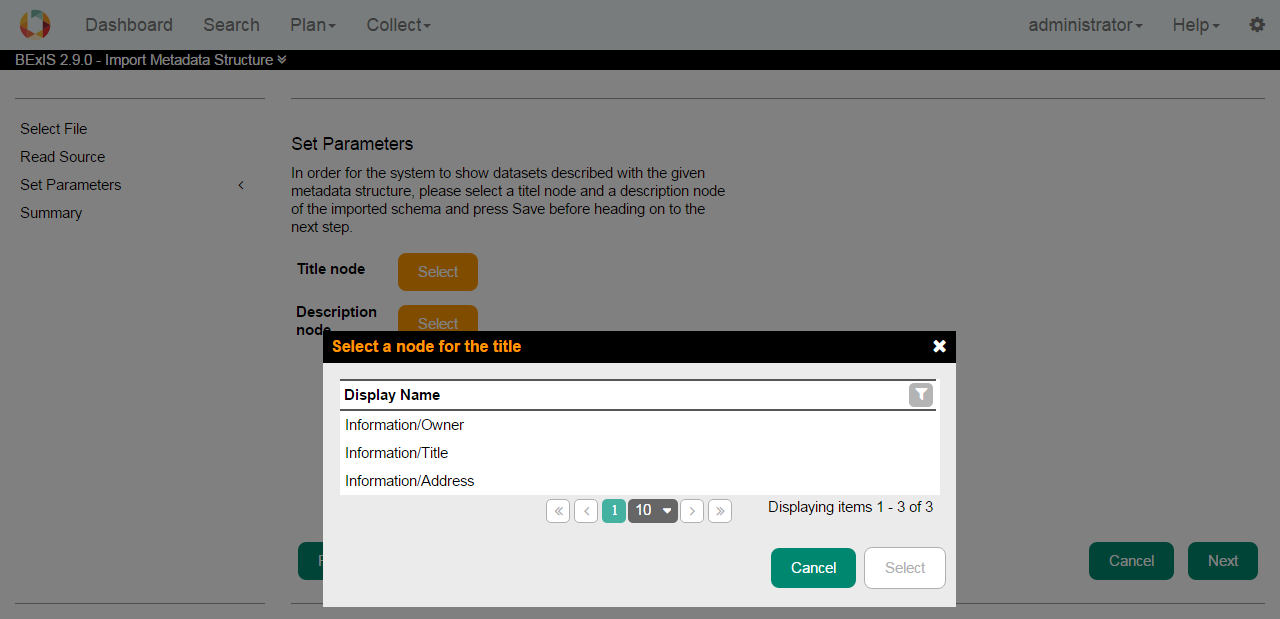 Dashboard Search Plan Collect administrator Help
BExIS 2.9.0 - Import Metadata Structure
Select File
Read Source
Set Parameters
Summary
Set Parameters
In order for the system to show datasets described with the given
metadata structure, please select a titel node and a description node
of the imported schema and press Save before heading on to the
next step.
Title node Select
Description
node Select
Select a node for the title
Display Name
Information/Owner
Information/Title
Information/Address
1 10 Displaying items 1 - 3 of 3
Cancel Select
Cancel Next